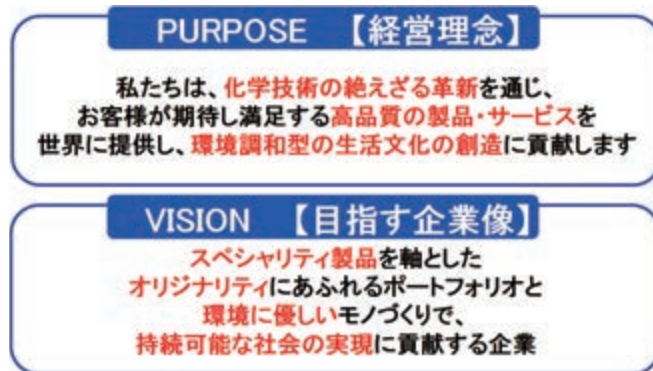 PURPOSE 【経営理念】
私たちは、化学技術の絶えざる革新を通じ、
お客様が期待し満足する高品質の製品・サービスを
世界に提供し、環境調和型の生活文化の創造に貢献します
VISION 【目指す企業像】
スペシャリティ製品を軸とした
オリジナリティにあふれるポートフォリオと
環境に優しいモノづくりで、
持続可能な社会の実現に貢献する企業